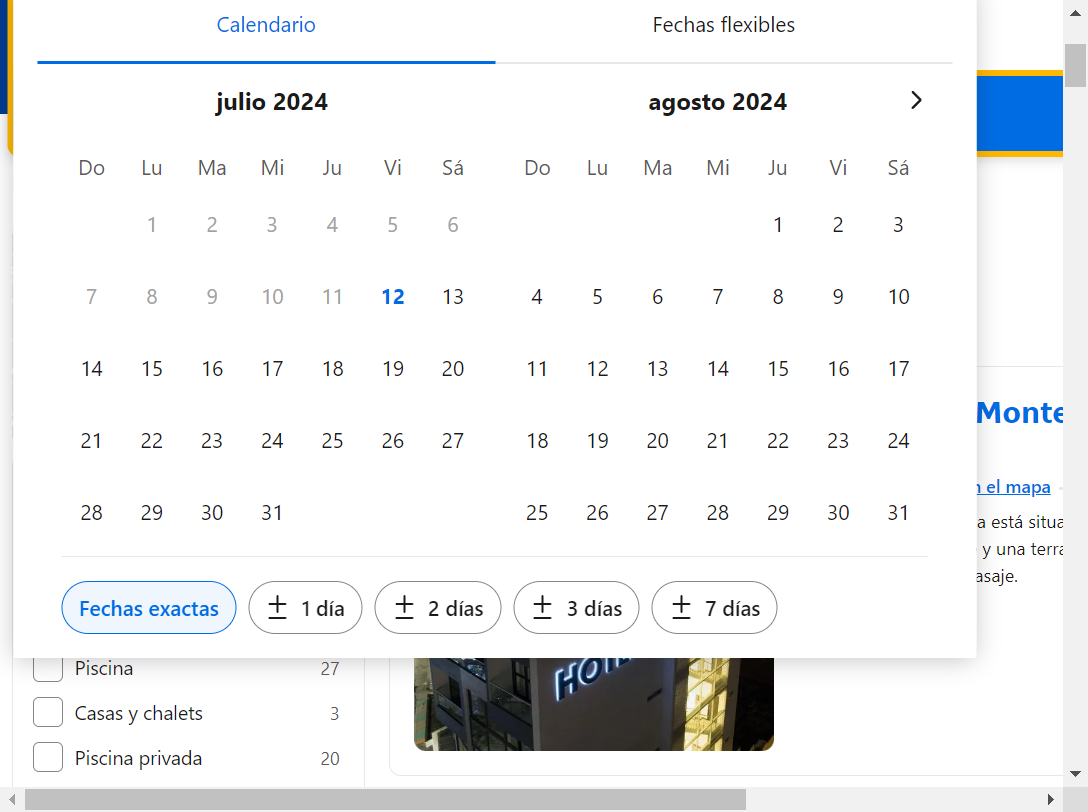 Calendario Fechas flexibles
julio 2024 agosto 2024
Do Lu Ma Mi Ju Vi Sá Do Lu Ma Mi Ju Vi Sá
1 2 3 4 5 6 1 2 3
7 8 9 10 11 12 13 4 5 6 7 8 9 10
14 15 16 17 18 19 20 11 12 13 14 15 16 17
21 22 23 24 25 26 27 18 19 20 21 22 23 24
28 29 30 31 25 26 27 28 29 30 31
Monte
n el mapa
a está situa
y una terra
asaje.
Fechas exactas ± 1 día ± 2 días ± 3 días ± 7 días
Piscina 27
Casas y chalets 3
Piscina privada 20